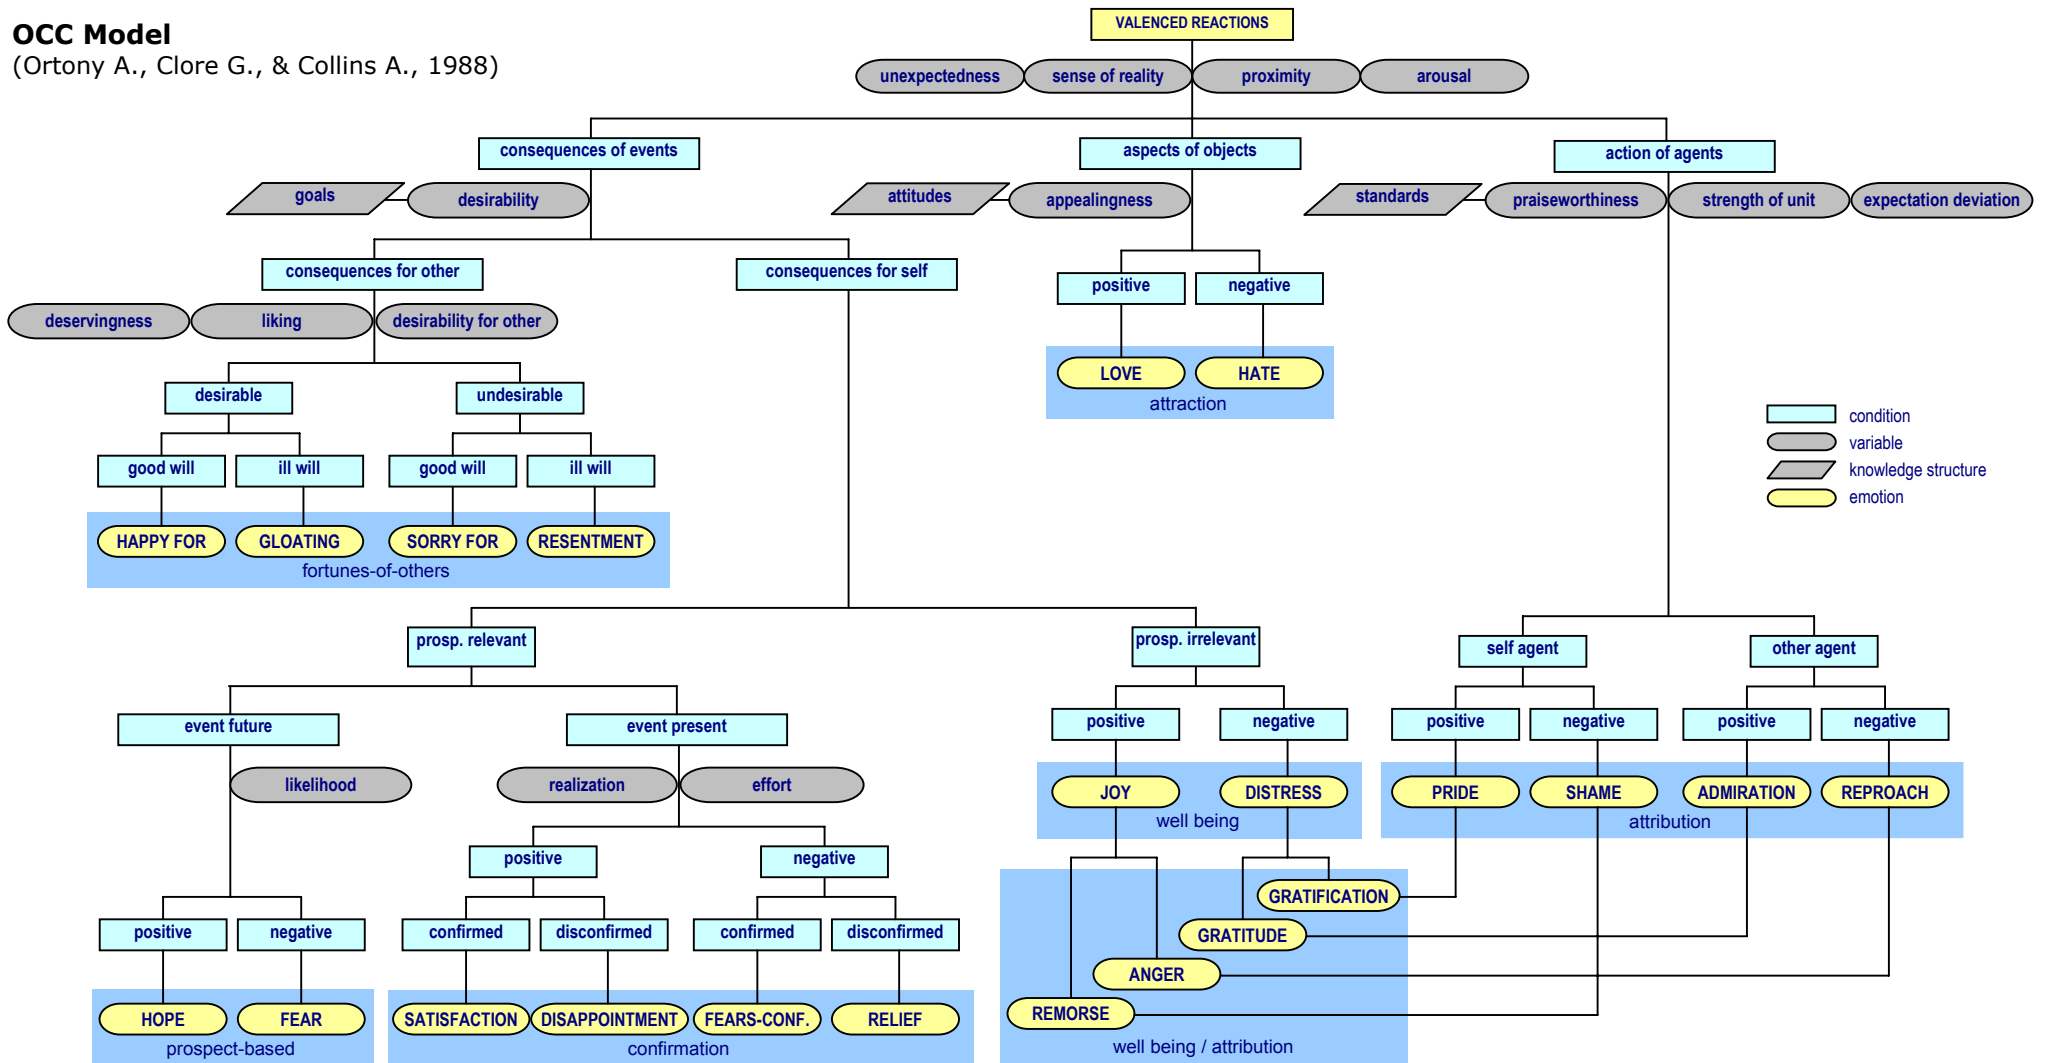 OCC Model
(Ortony A., Clore G., & Collins A., 1988)
VALENCED REACTIONS
unexpectedness
sense of reality
proximity
arousal
consequences of events
aspects of objects
action of agents
goals
desirability
attitudes
appealingness
standards
praiseworthiness
strength of unit
expectation deviation
consequences for other
consequences for self
positive
negative
deservingness
liking
desirability for other
LOVE
HATE
attraction
desirable
undesirable
condition
variable
knowledge structure
emotion
good will
ill will
good will
ill will
HAPPY FOR
GLOATING
SORRY FOR
RESENTMENT
fortunes-of-others
prosp. relevant
prosp. irrelevant
self agent
other agent
event future
event present
positive
negative
positive
negative
positive
negative
likelihood
realization
effort
JOY
DISTRESS
well being
PRIDE
SHAME
ADMIRATION
REPROACH
attribution
positive
negative
GRATIFICATION
positive
negative
confirmed
disconfirmed
confirmed
disconfirmed
GRATITUDE
ANGER
REMORSE
well being / attribution
HOPE
FEAR
prospect-based
SATISFACTION
DISAPPOINTMENT
FEARS-CONF.
RELIEF
confirmation